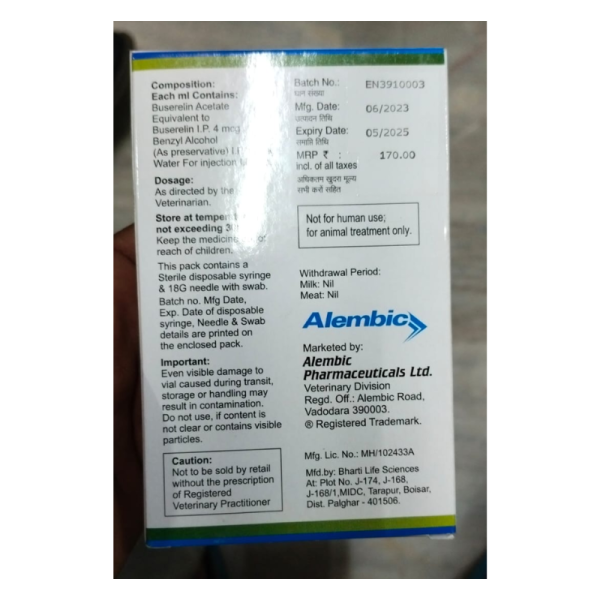 Composition:
Each ml Contains:
Buserelin Acetate
Equivalent to
Buserelin I.P. 4 mcg
Benzyl Alcohol
(As preservative)
Water For injection
Dosage:
As directed by the
Veterinarian.
Store at
not exceeding
Keep the medicine
reach of children.
This pack contains a
Sterile disposable syringe
& 18G needle with swab.
Batch no. Mfg Date,
Exp. Date of disposable
syringe, Needle & Swab
details are printed on
the enclosed pack.
Important:
Even visible damage to
vial caused during transit,
storage or handling may
result in contamination.
Do not use, if content is
not clear or contains visible
particles.
Caution:
Not to be sold by retail
without the prescription
of Registered
Veterinary Practitioner
Batch No.: EN3910003
घान संख्या
Mfg. Date: 06/2023
उत्पादन तिथि
Expiry Date: 05/2025
समाप्ति तिथि
MRP ₹ : 170.00
Incl. of all taxes
अधिकतम खुदरा मूल्य
सभी करों सहित
Not for human use;
for animal treatment only.
Withdrawal Period:
Milk: Nil
Meat: Nil
Alembic
Marketed by:
Alembic
Pharmaceuticals Ltd.
Veterinary Division
Regd. Off.: Alembic Road,
Vadodara 390003.
® Registered Trademark.
Mfg. Lic. No.: MH/102433A
Mfd.by: Bharti Life Sciences
At: Plot No. J-174, J-168,
J-168/1,MIDC, Tarapur, Boisar,
Dist. Palghar - 401506.